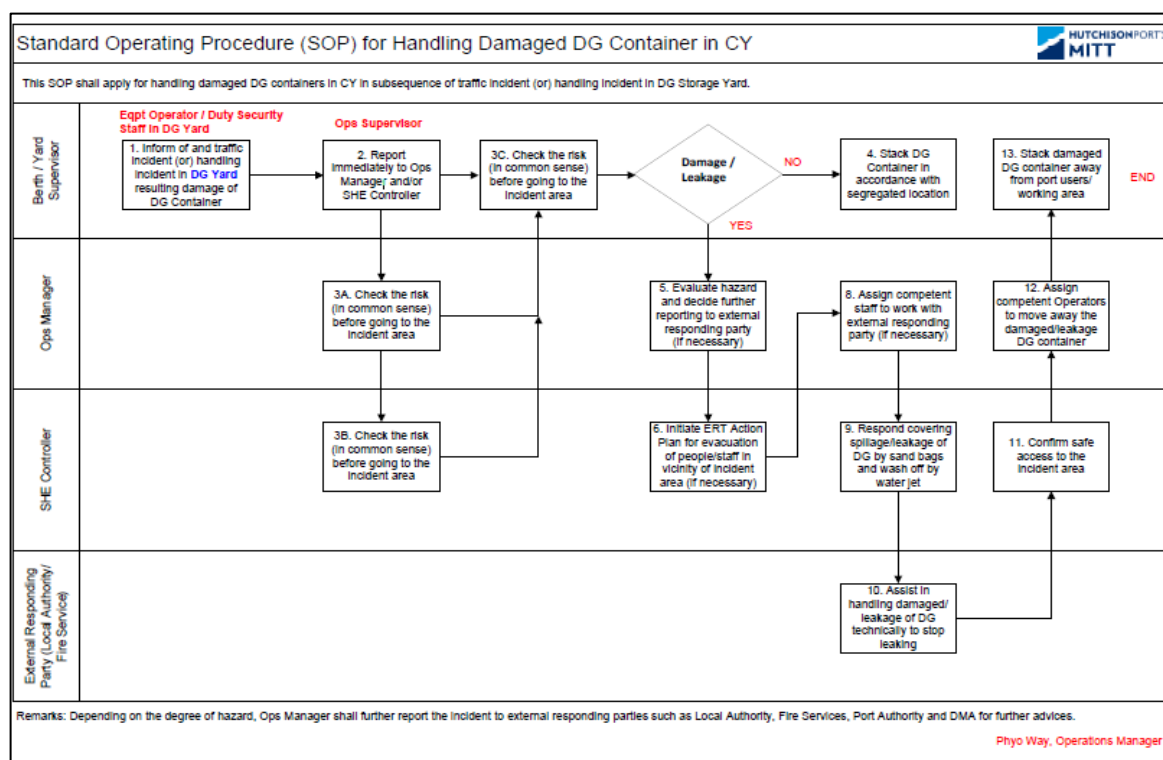 Standard Operating Procedure (SOP) for Handling Damaged DG Container in CY
HUTCHISONPORTS
MITT
This SOP shall apply for handling damaged DG containers in CY in subsequence of traffic incident (or) handling incident in DG Storage Yard.
Berth / Yard
Supervisor
Eqpt Operator / Duty Security
Staff in DG Yard
1. Inform of and traffic
incident (or) handling
incident in DG Yard
resulting damage of
DG Container
Ops Supervisor
2. Report
immediately to Ops
Manager and/or
SHE Controller
3C. Check the risk
(in common sense)
before going to the
incident area
Damage /
Leakage
NO
YES
4. Stack DG
Container in
accordance with
segregated location
13. Stack damaged
DG container away
from port users/
working area
END
Ops Manager
3A. Check the risk
(in common sense)
before going to the
incident area
5. Evaluate hazard
and decide further
reporting to external
responding party
(if necessary)
8. Assign competent
staff to work with
external responding
party (if necessary)
12. Assign
competent Operators
to move away the
damaged/leakage
DG container
SHE Controller
3B. Check the risk
(in common sense)
before going to the
incident area
6. Initiate ERT Action
Plan for evacuation
of people/staff in
vicinity of incident
area (if necessary)
9. Respond covering
spillage/leakage of
DG by sand bags
and wash off by
water jet
11. Confirm safe
access to the
incident area
External Responding
Party (Local Authority/
Fire Service)
10. Assist in
handling damaged/
leakage of DG
technically to stop
leaking
Remarks: Depending on the degree of hazard, Ops Manager shall further report the incident to external responding parties such as Local Authority, Fire Services, Port Authority and DMA for further advices.
Phyo Way, Operations Manager